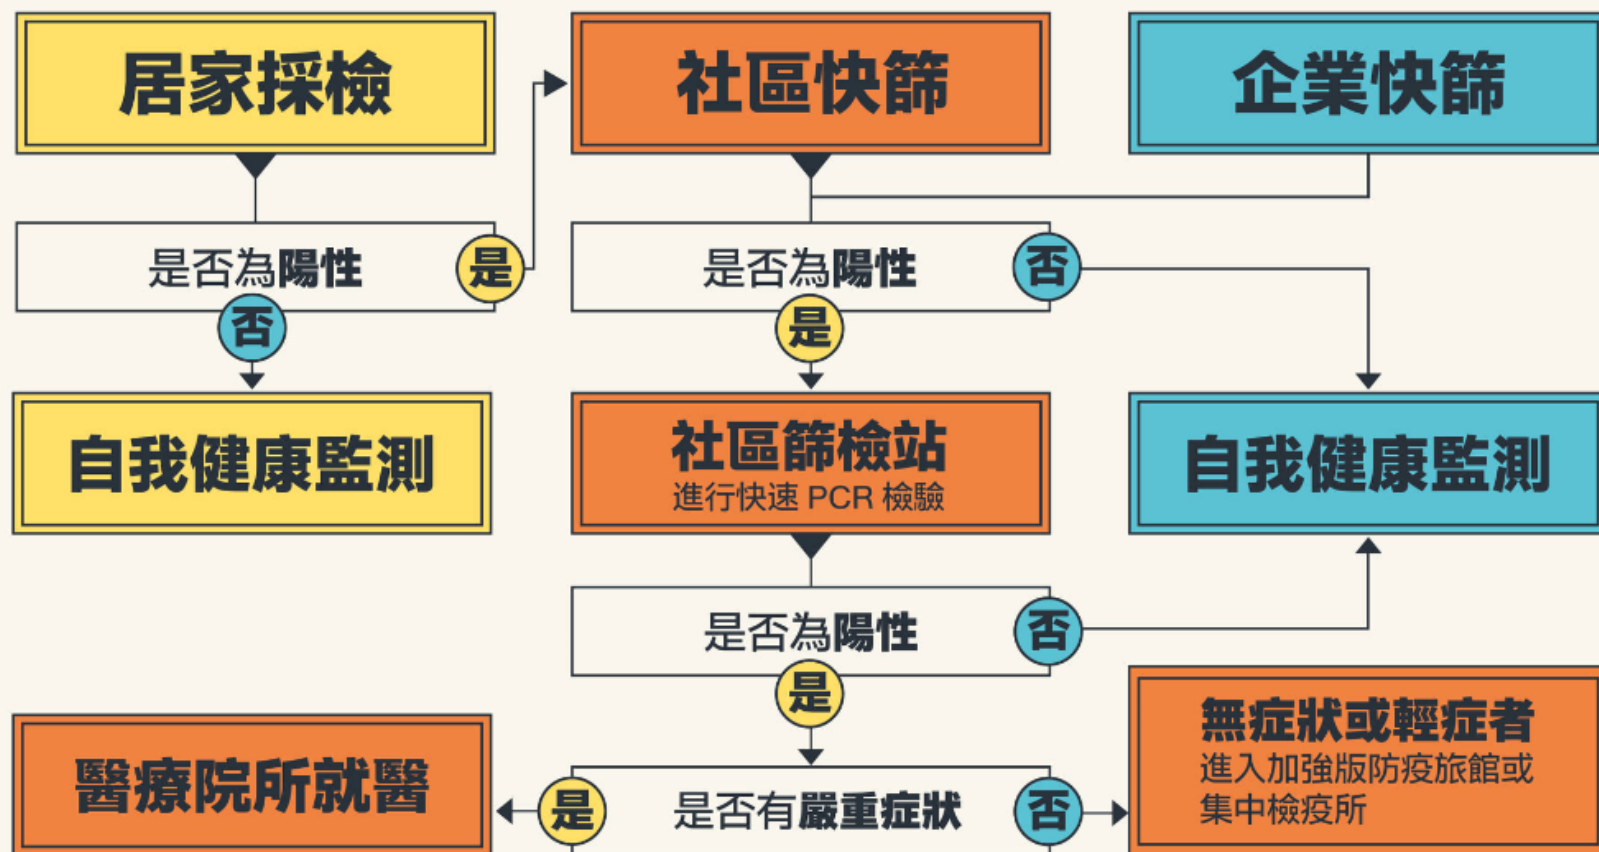 居家採檢
社區快篩
企業快篩
是否為陽性
是
否
是否為陽性
否
是
自我健康監測
社區篩檢站
進行快速 PCR 檢驗
自我健康監測
是否為陽性
否
是
醫療院所就醫
是
是否有嚴重症狀
否
無症狀或輕症者
進入加強版防疫旅館或
集中檢疫所